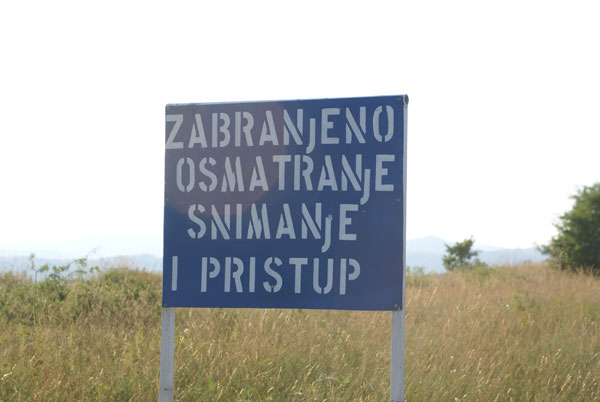 ZABRANjENO
OSMATRANjE
SNIMANjE
I PRISTUP